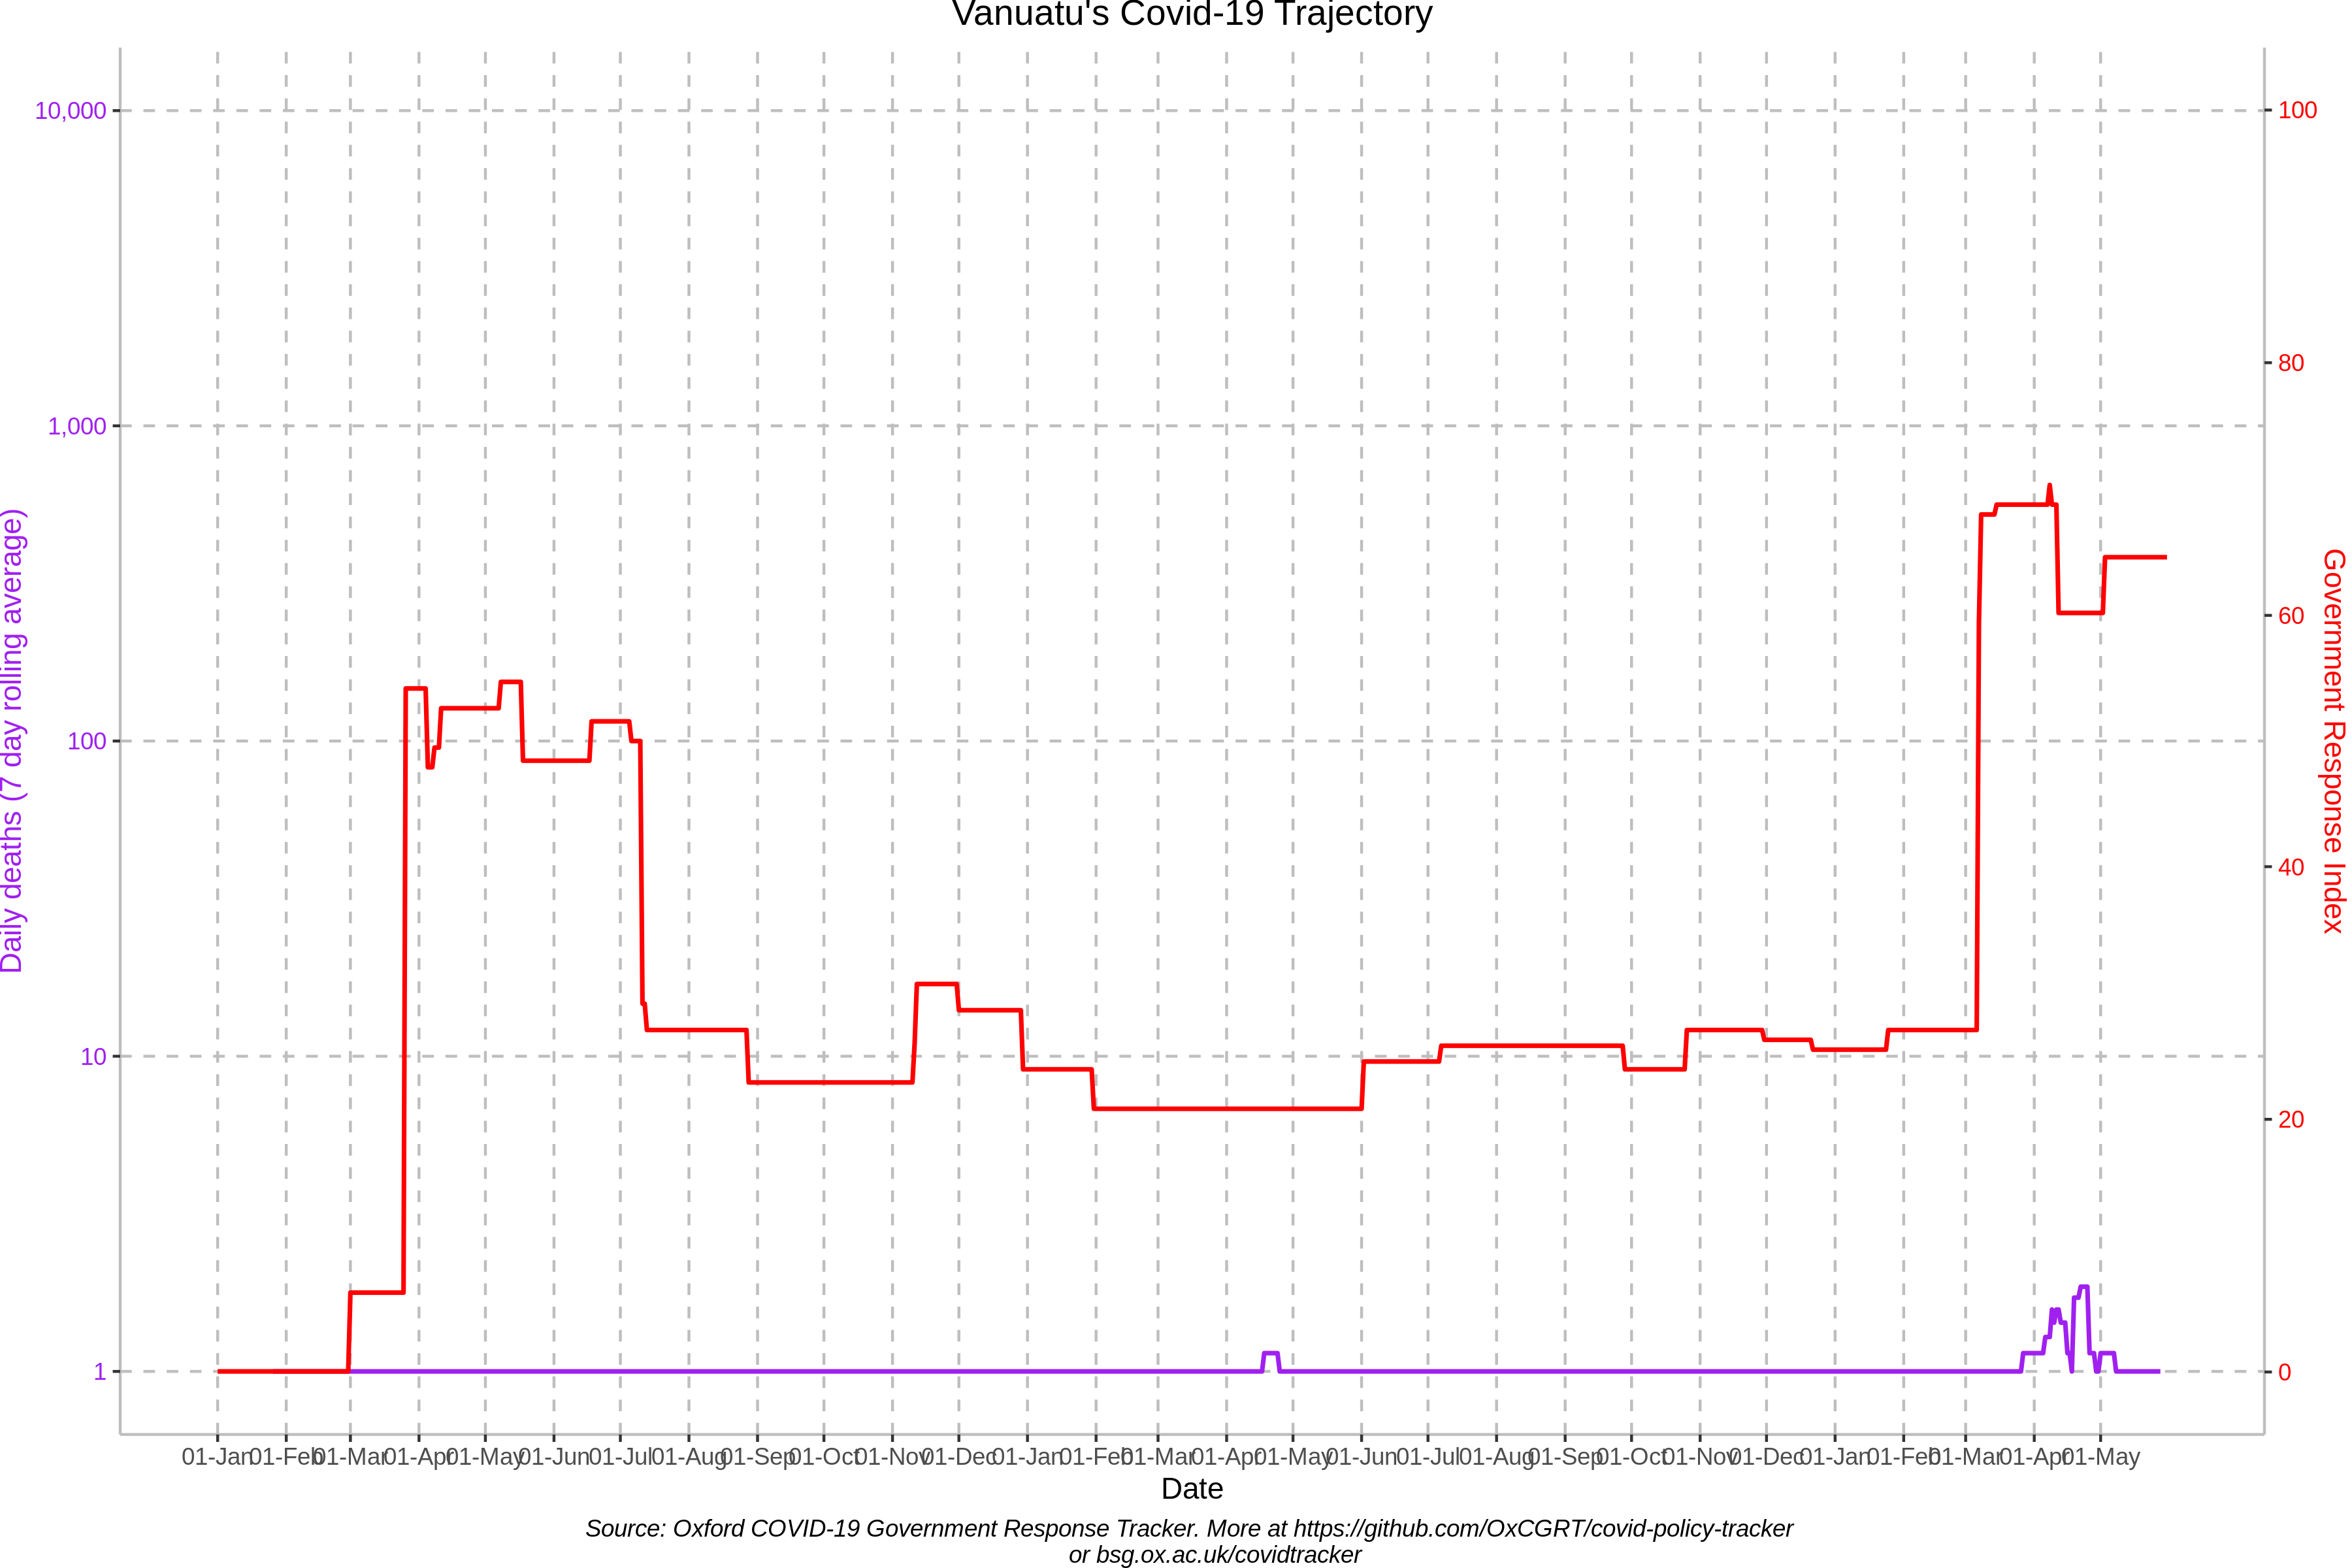 Vanuatu's Covid-19 Trajectory
10,000
1,000
100
10
1
Daily deaths (7 day rolling average)
100
80
60
40
20
0
Government Response Index
01-Jan 01-Feb 01-Mar 01-Apr 01-May 01-Jun 01-Jul 01-Aug 01-Sep 01-Oct 01-Nov 01-Dec 01-Jan 01-Feb 01-Mar 01-Apr 01-May 01-Jun 01-Jul 01-Aug 01-Sep 01-Oct 01-Nov 01-Dec 01-Jan 01-Feb 01-Mar 01-Apr 01-May
Date
Source: Oxford COVID-19 Government Response Tracker. More at https://github.com/OxCGRT/covid-policy-tracker
or bsg.ox.ac.uk/covidtracker